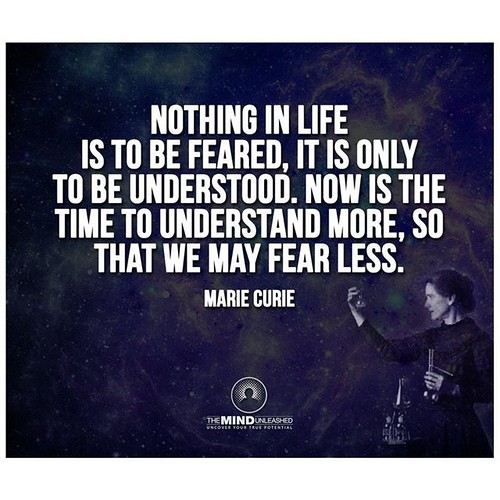 NOTHING IN LIFE
IS TO BE FEARED, IT IS ONLY
TO BE UNDERSTOOD. NOW IS THE
TIME TO UNDERSTAND MORE, SO
THAT WE MAY FEAR LESS.
MARIE CURIE
THE MIND UNLEASHED
UNCOVER YOUR TRUE POTENTIAL